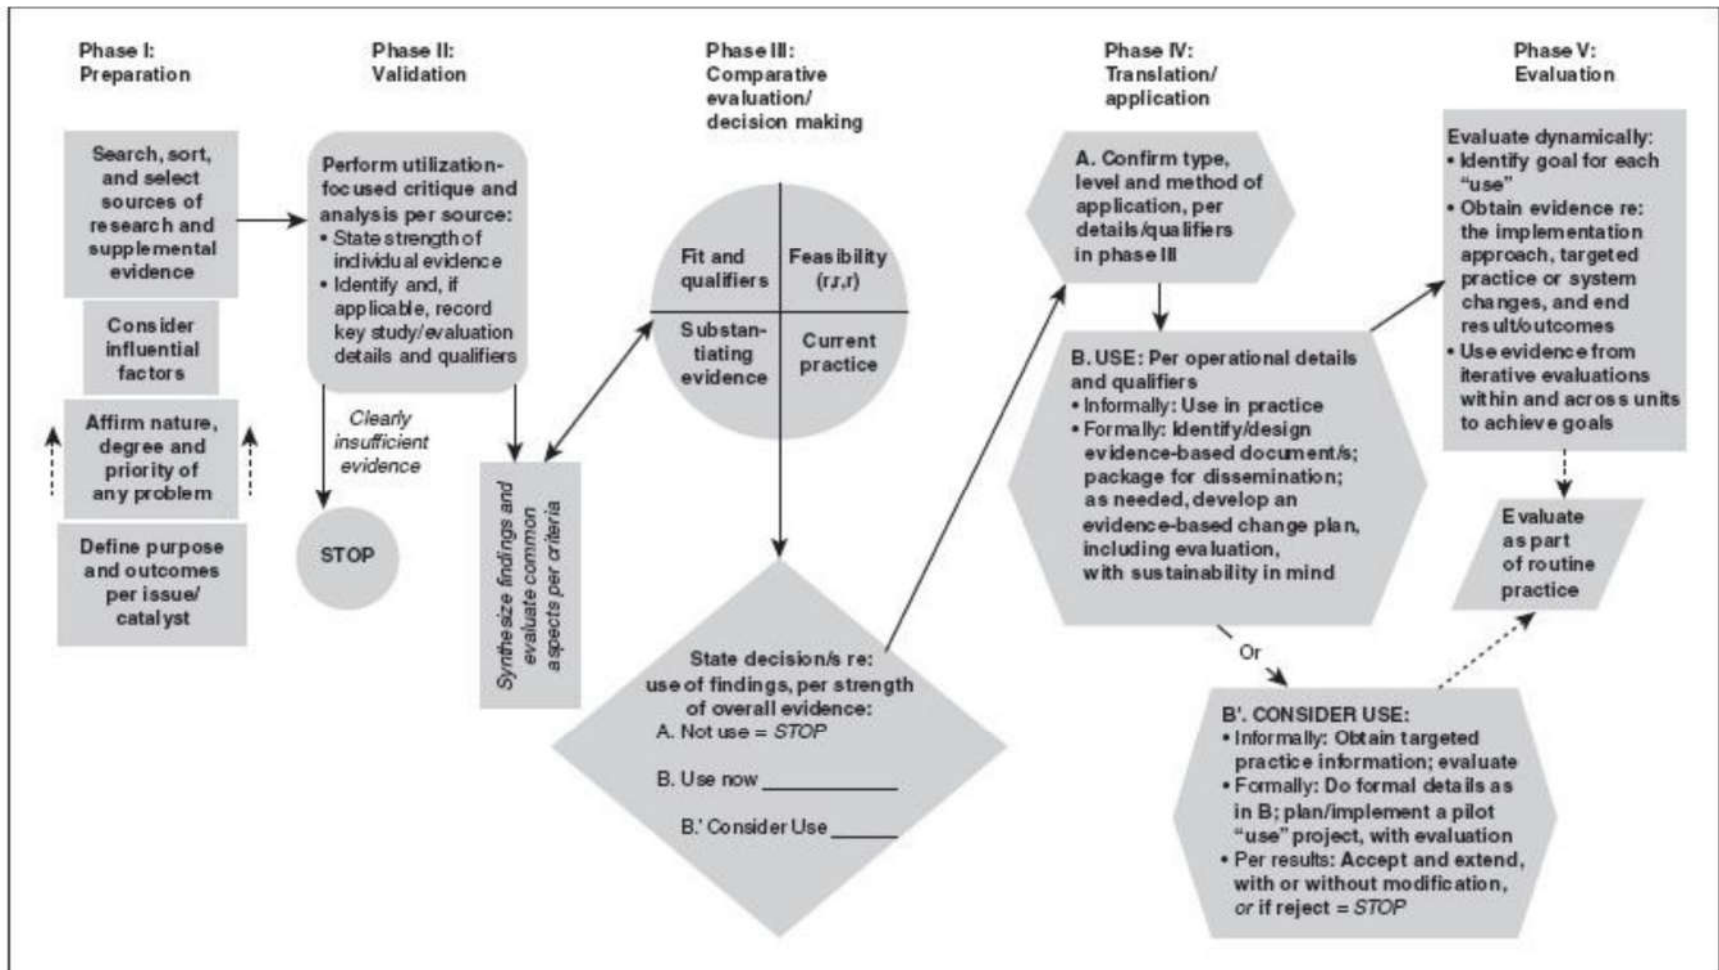 Phase I:
Preparation
Search, sort,
and select
sources of
research and
supplemental
evidence
Consider
influential
factors
Affirm nature,
degree and
priority of
any problem
Define purpose
and outcomes
per issue/
catalyst
Phase II:
Validation
Perform utilization-
focused critique and
analysis per source:
• State strength of
individual evidence
• Identify and, if
applicable, record
key study/evaluation
details and qualifiers
Clearly
insufficient
evidence
STOP
Synthesize findings and
evaluate common
aspects per criteria
Phase III:
Comparative
evaluation/
decision making
Fit and
qualifiers
Feasibility
(r,r,r)
Substan-
tiating
evidence
Current
practice
State decision/s re:
use of findings, per strength
of overall evidence:
A. Not use = STOP
B. Use now
B.' Consider Use
Phase IV:
Translation/
application
A. Confirm type,
level and method of
application, per
details/qualifiers
in phase III
B. USE: Per operational details
and qualifiers
• Informally: Use in practice
• Formally: Identify/design
evidence-based document/s;
package for dissemination;
as needed, develop an
evidence-based change plan,
including evaluation,
with sustainability in mind
Or
B'. CONSIDER USE:
• Informally: Obtain targeted
practice information; evaluate
• Formally: Do formal details as
in B; plan/implement a pilot
“use” project, with evaluation
• Per results: Accept and extend,
with or without modification,
or if reject = STOP
Phase V:
Evaluation
Evaluate dynamically:
• Identify goal for each
“use”
• Obtain evidence re:
the implementation
approach, targeted
practice or system
changes, and end
result/outcomes
• Use evidence from
iterative evaluations
within and across units
to achieve goals
Evaluate
as part
of routine
practice